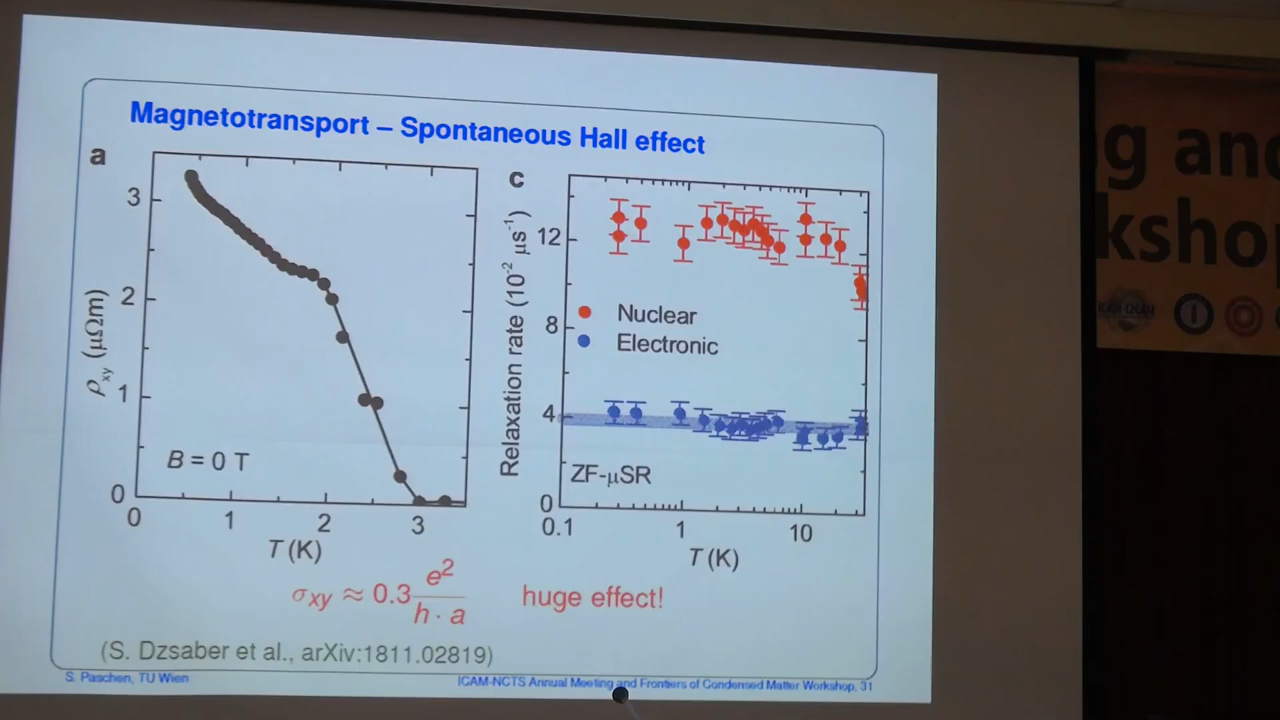 Magnetotransport – Spontaneous Hall effect
a
3
2
1
0
ρxy (μΩm)
B = 0 T
0 1 2 3
T (K)
c
12
8
4
0
Relaxation rate (10⁻² μs⁻¹)
Nuclear
Electronic
ZF-μSR
0.1 1 10
T (K)
σxy ≈ 0.3 e² / h · a huge effect!
(S. Dzsaber et al., arXiv:1811.02819)
S. Paschen, TU Wien
ICAM-NCTS Annual Meeting and Frontiers of Condensed Matter Workshop, 31
g and
ksho